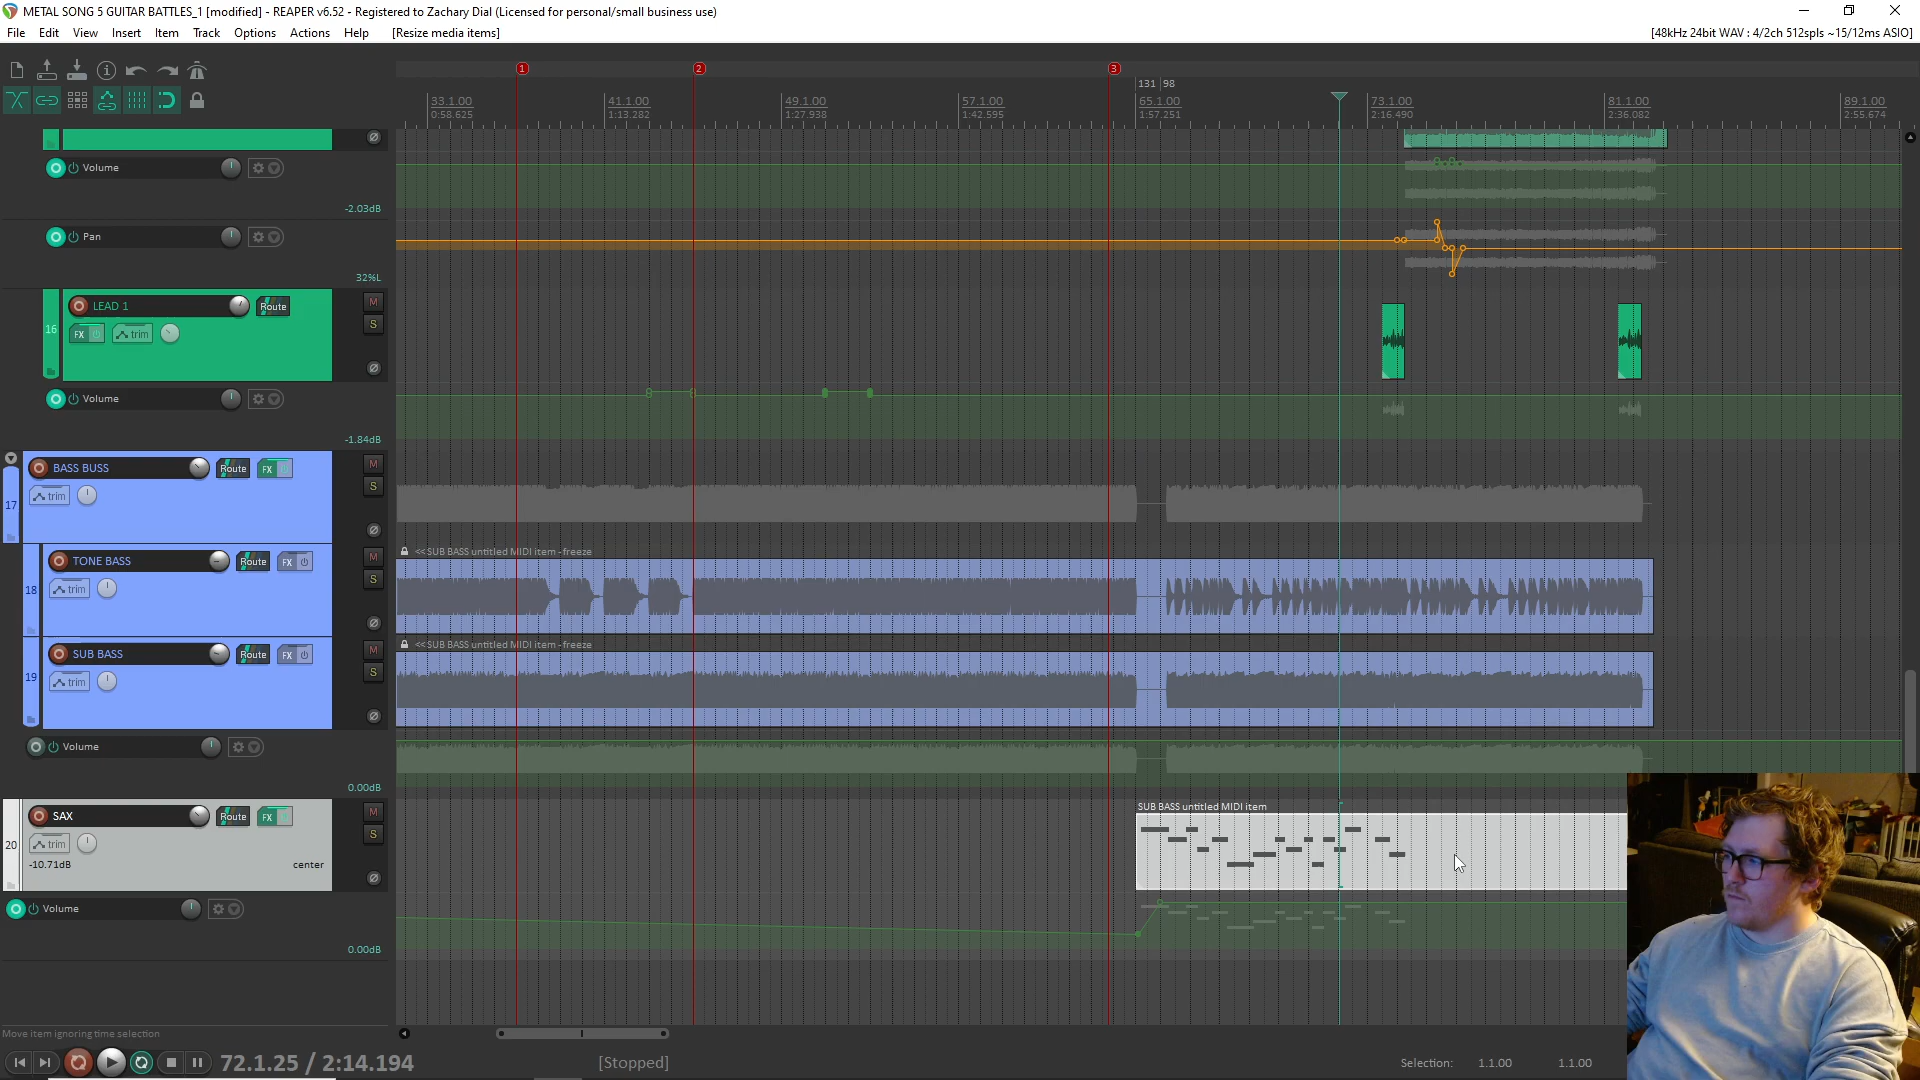 METAL SONG 5 GUITAR BATTLES_1 [modified] - REAPER v6.52 - Registered to Zachary Dial (Licensed for personal/small business use)
File Edit View Insert Item Track Options Actions Help [Resize media items] [48kHz 24bit WAV : 4/2ch 512spls ~15/12ms ASIO]
1 2 3
131 98
33.1.00 41.1.00 49.1.00 57.1.00 65.1.00 73.1.00 81.1.00 89.1.00
0:58.625 1:13.282 1:27.938 1:42.595 1:57.251 2:16.490 2:36.082 2:55.674
Volume
-2.03dB
Pan
32%L
16 LEAD 1 Route M
FX trim S
Volume
-1.84dB
17 BASS BUSS Route FX M
trim S
<<SUB BASS untitled MIDI item - freeze
18 TONE BASS Route FX M
trim S
<<SUB BASS untitled MIDI item - freeze
19 SUB BASS Route FX M
trim S
Volume
0.00dB
SUB BASS untitled MIDI item
20 SAX Route FX M
trim S
-10.71dB center
Volume
0.00dB
Move item ignoring time selection
72.1.25 / 2:14.194 [Stopped] Selection: 1.1.00 1.1.00